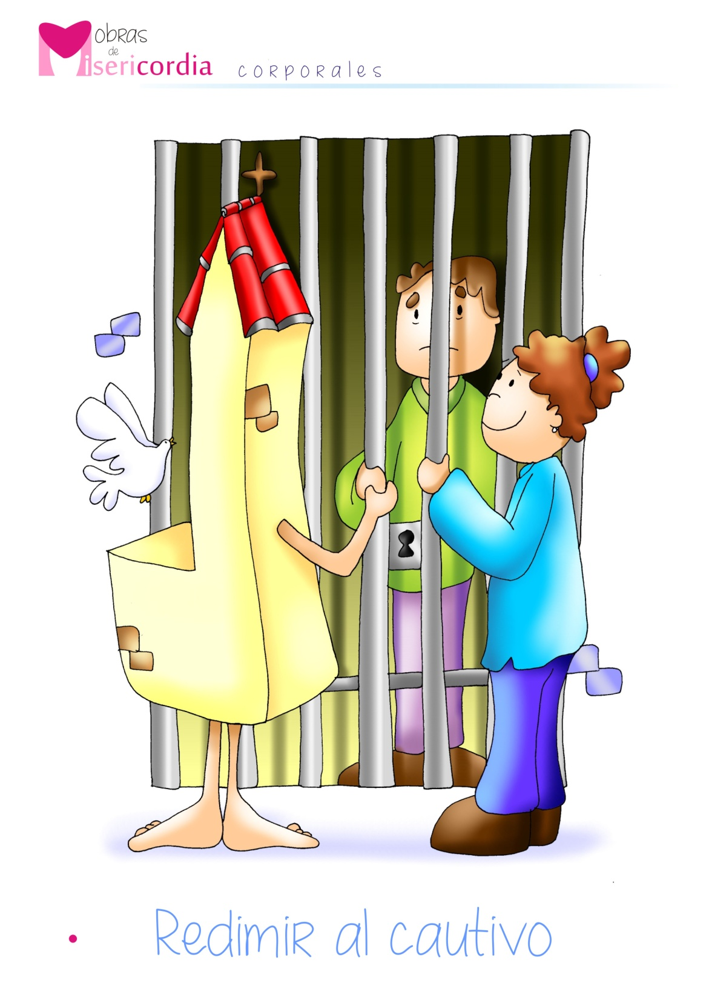 obras
de
Misericordia corporales
Redimir al cautivo